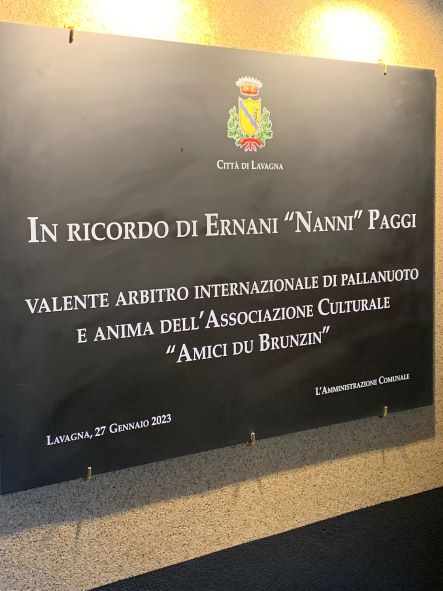 CITTÀ DI LAVAGNA
IN RICORDO DI ERNANI “NANNI” PAGGI
VALENTE ARBITRO INTERNAZIONALE DI PALLANUOTO
E ANIMA DELL’ASSOCIAZIONE CULTURALE
“AMICI DU BRUNZIN”
L’AMMINISTRAZIONE COMUNALE
LAVAGNA, 27 GENNAIO 2023